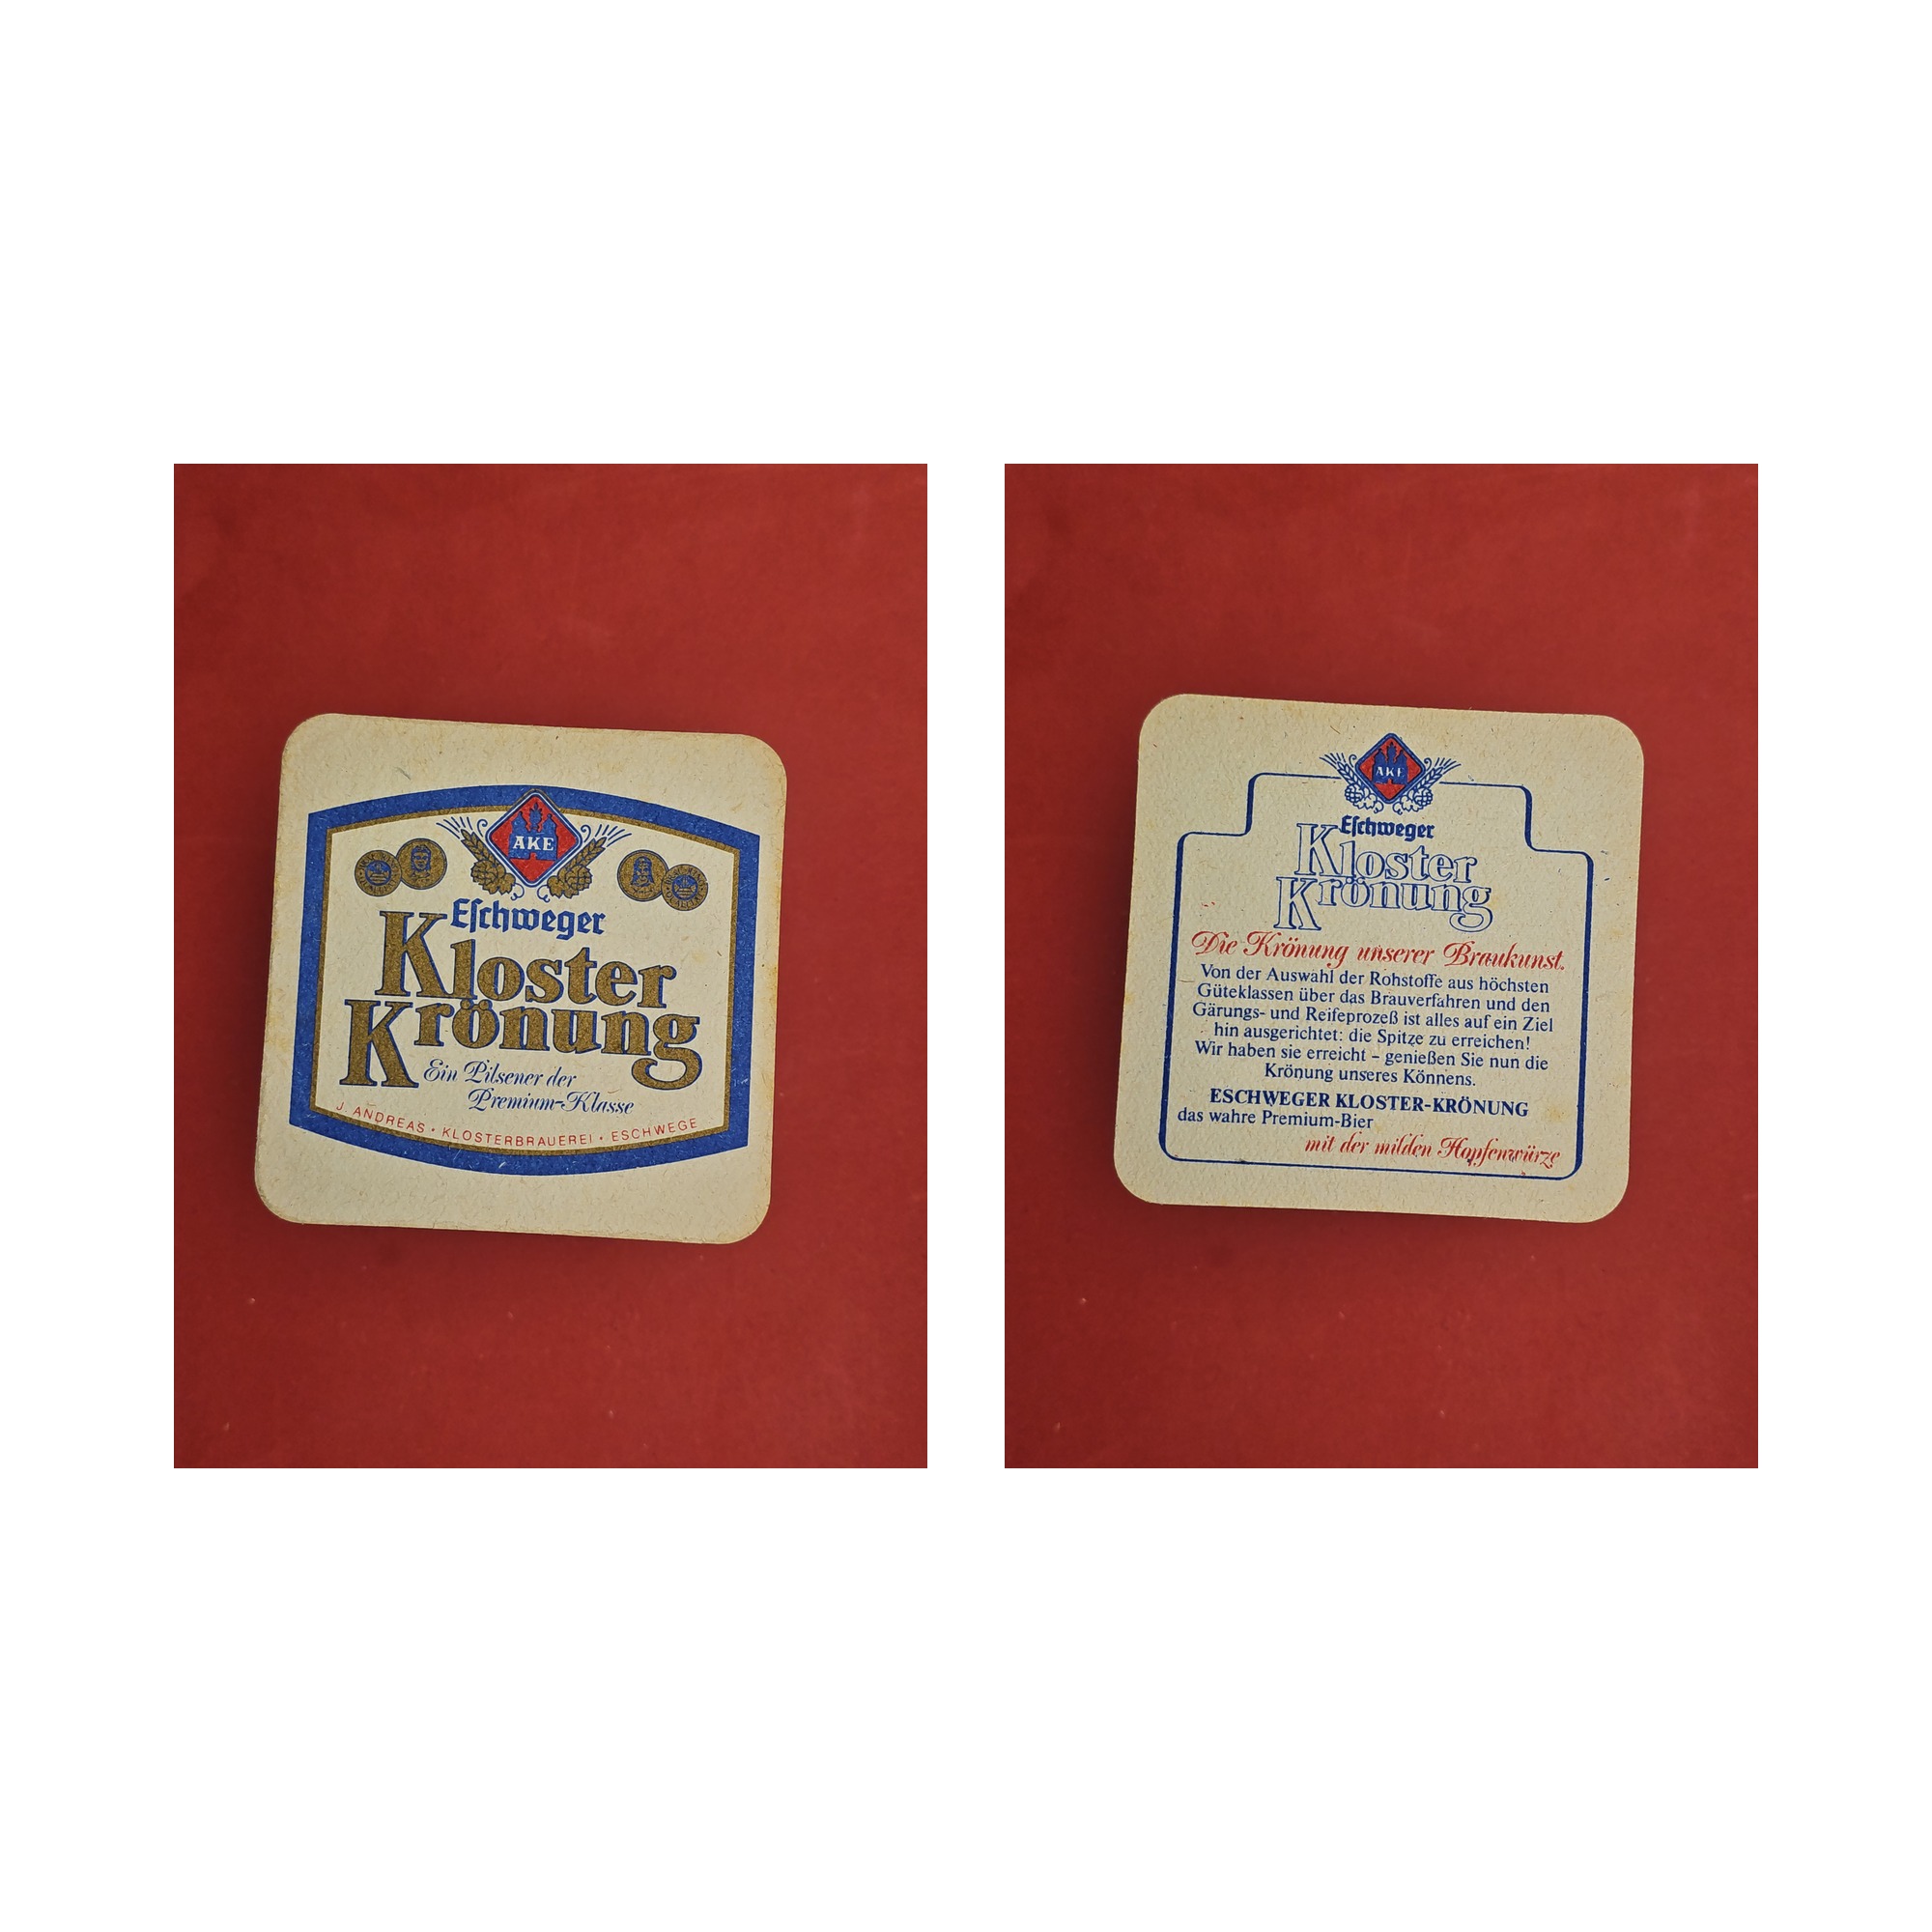 AKE
Eschweger
Kloster
Krönung
Ein Pilsener der
Premium-Klasse
J. ANDREAS · KLOSTERBRAUEREI · ESCHWEGE
AKE
Eschweger
Kloster
Krönung
Die Krönung unserer Braukunst.
Von der Auswahl der Rohstoffe aus höchsten
Güteklassen über das Brauverfahren und den
Gärungs- und Reifeprozeß ist alles auf ein Ziel
hin ausgerichtet: die Spitze zu erreichen!
Wir haben sie erreicht – genießen Sie nun die
Krönung unseres Könnens.
ESCHWEGER KLOSTER-KRÖNUNG
das wahre Premium-Bier
mit der milden Hopfenwürze